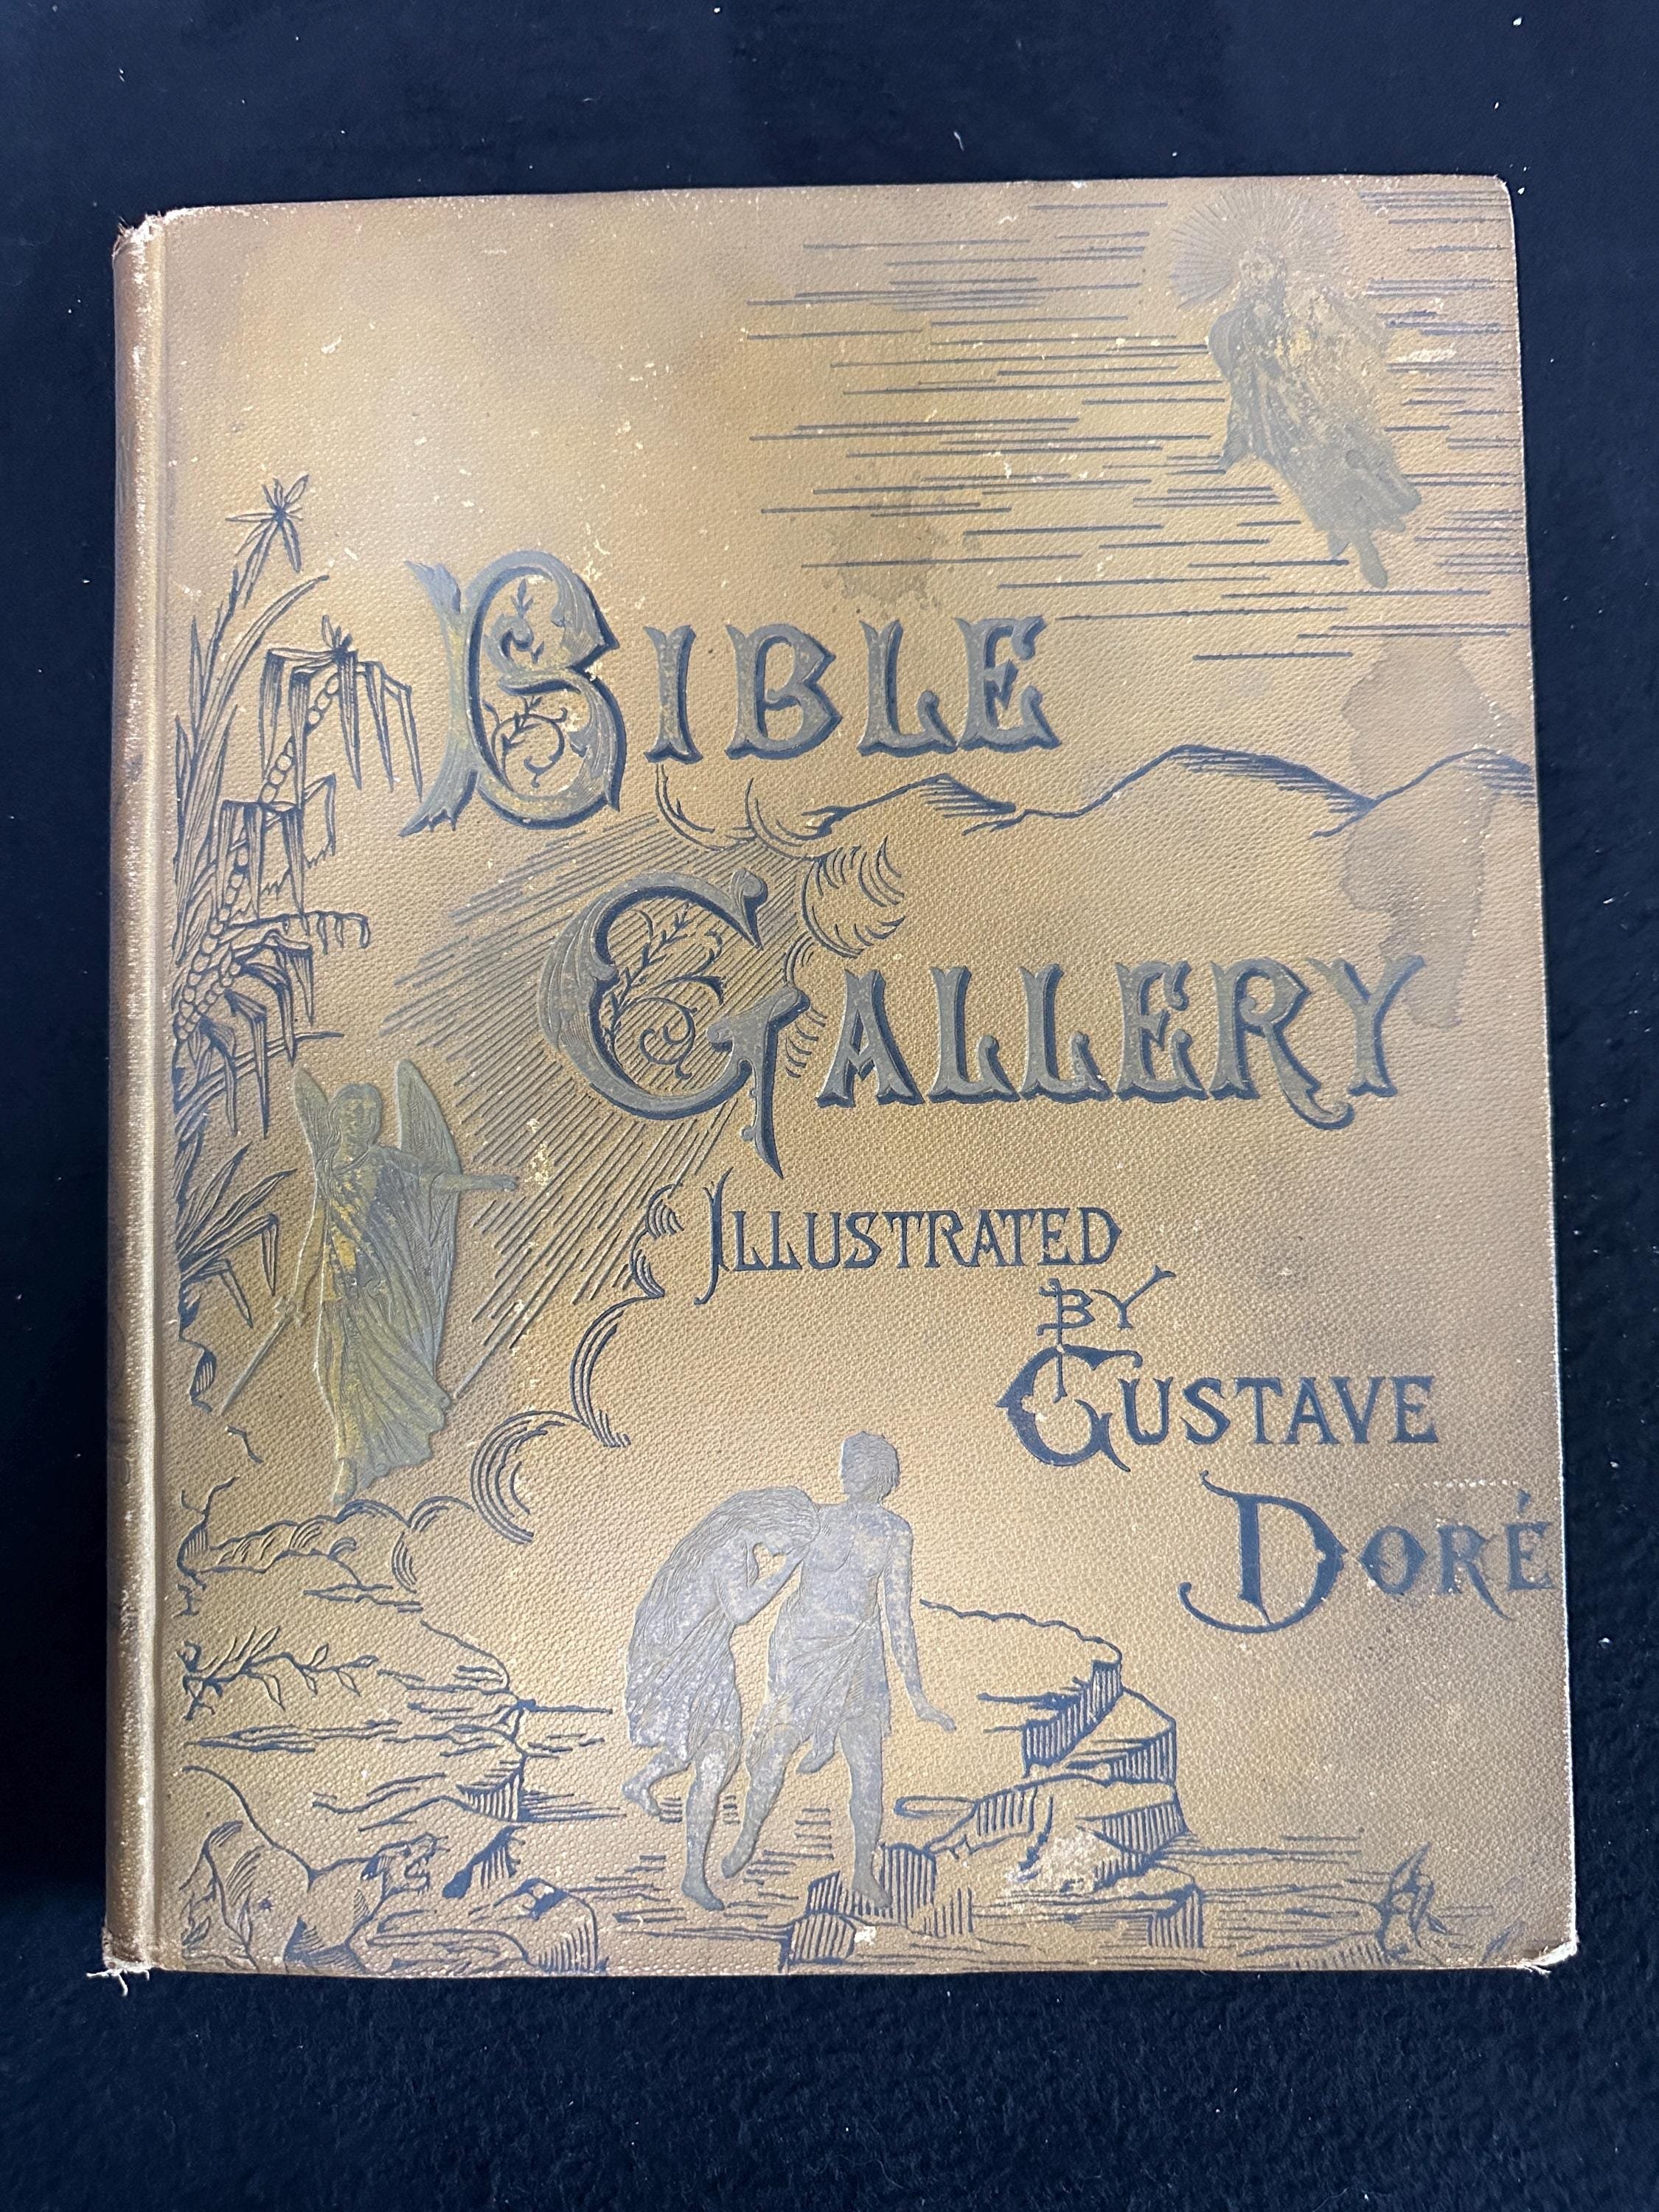 BIBLE
GALLERY
ILLUSTRATED
BY
GUSTAVE
DORÉ